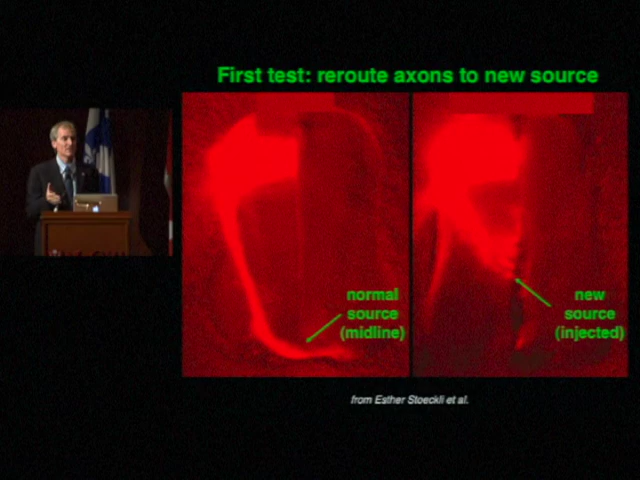 First test: reroute axons to new source
normal
source
(midline)
new
source
(injected)
from Esther Stoeckli et al.